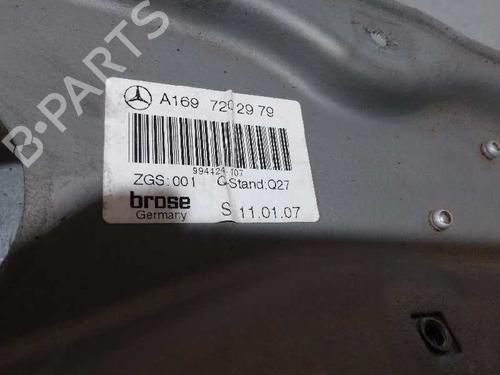 A169 720 29 79
994424-107
ZGS:001 Q-Stand:Q27
brose
Germany S 11.01.07
B-PARTS